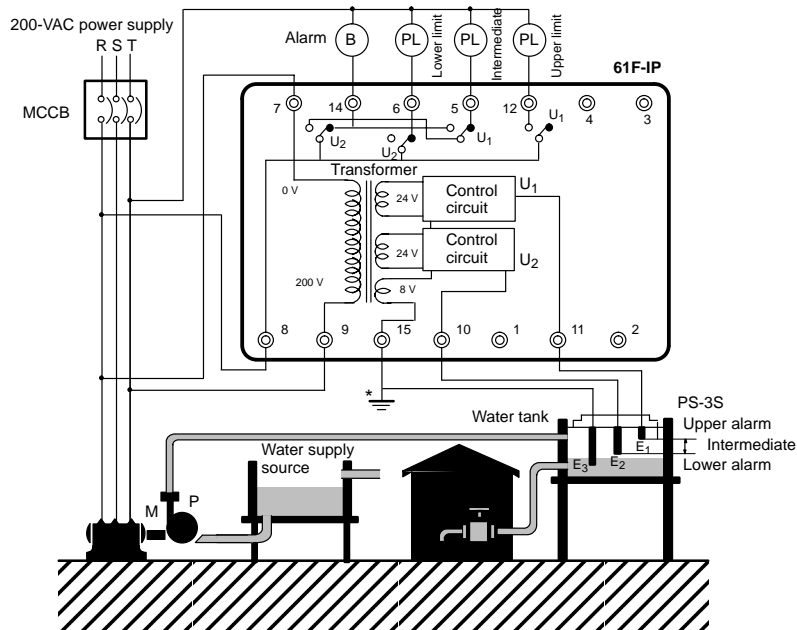 200-VAC power supply
R S T
MCCB
Alarm
B
PL
Lower limit
PL
Intermediate
PL
Upper limit
61F-IP
7
14
6
5
12
4
3
U2
U2
U1
U1
Transformer
0 V
200 V
24 V
24 V
8 V
Control
circuit
U1
Control
circuit
U2
8
9
15
10
1
11
2
*
PS-3S
Water tank
Upper alarm
Intermediate
Lower alarm
E3
E2
E1
Water supply
source
M
P